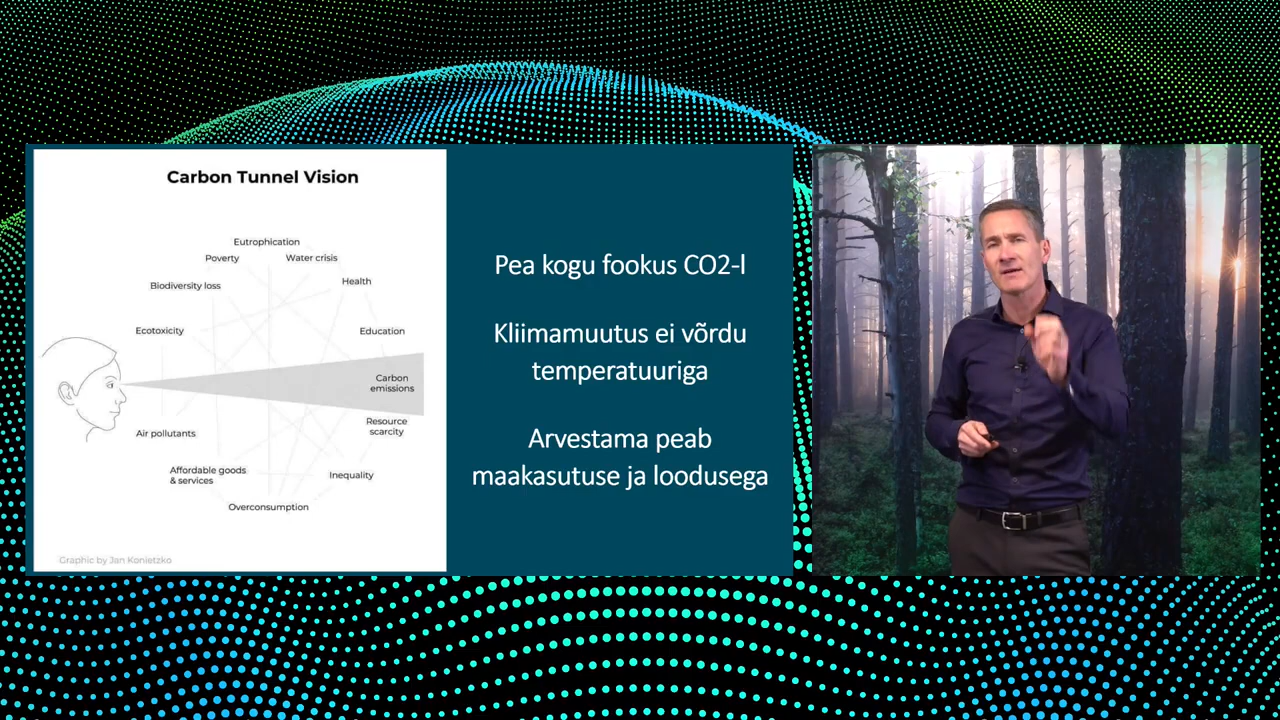 Carbon Tunnel Vision
Eutrophication
Poverty
Water crisis
Biodiversity loss
Health
Ecotoxicity
Education
Carbon
emissions
Air pollutants
Resource
scarcity
Affordable goods
& services
Inequality
Overconsumption
Graphic by Jan Konietzko
Pea kogu fookus CO2-l
Kliimamuutus ei võrdu
temperatuuriga
Arvestama peab
maakasutuse ja loodusega